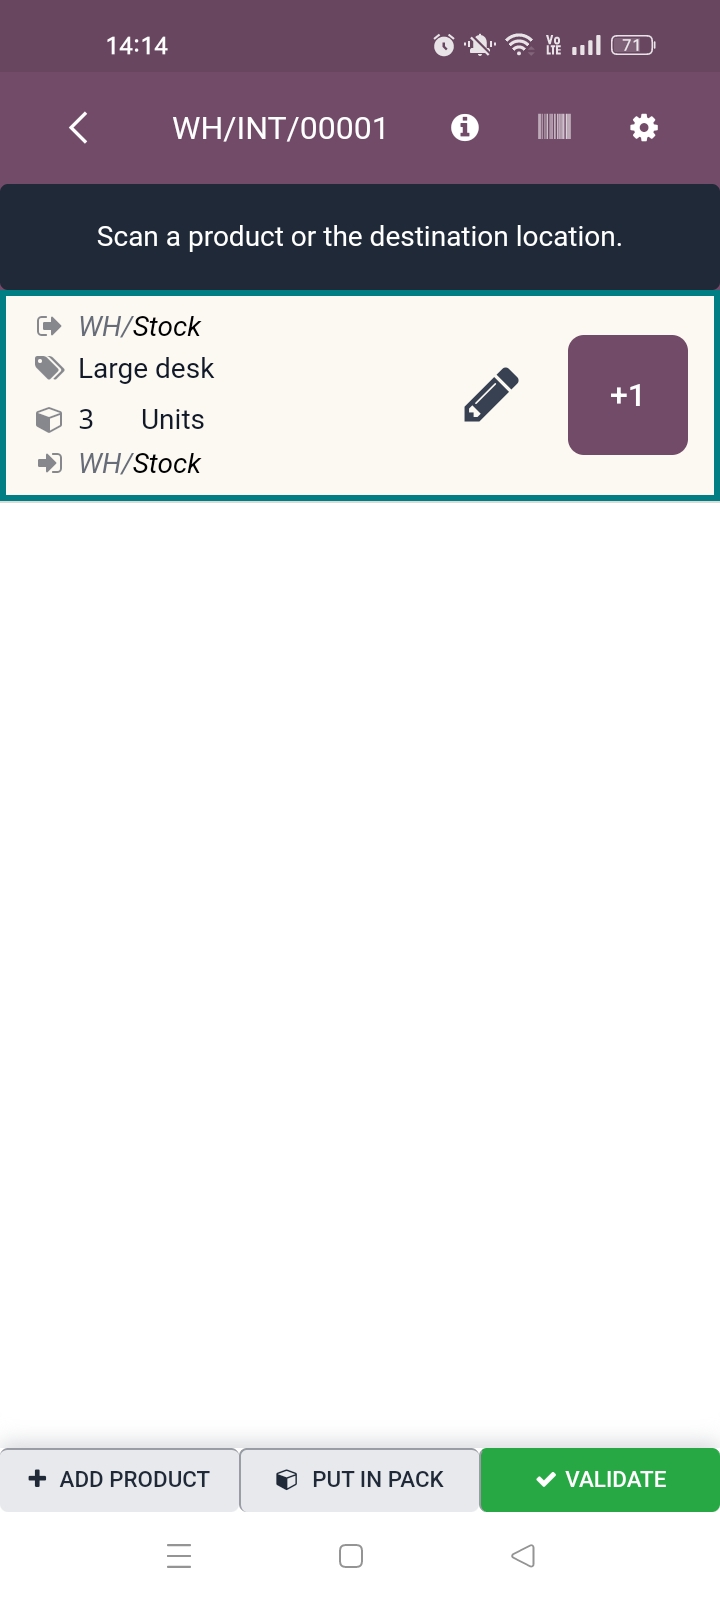 14:14
Vo LTE
71
WH/INT/00001
Scan a product or the destination location.
WH/Stock
Large desk
3 Units
WH/Stock
+1
ADD PRODUCT
PUT IN PACK
VALIDATE